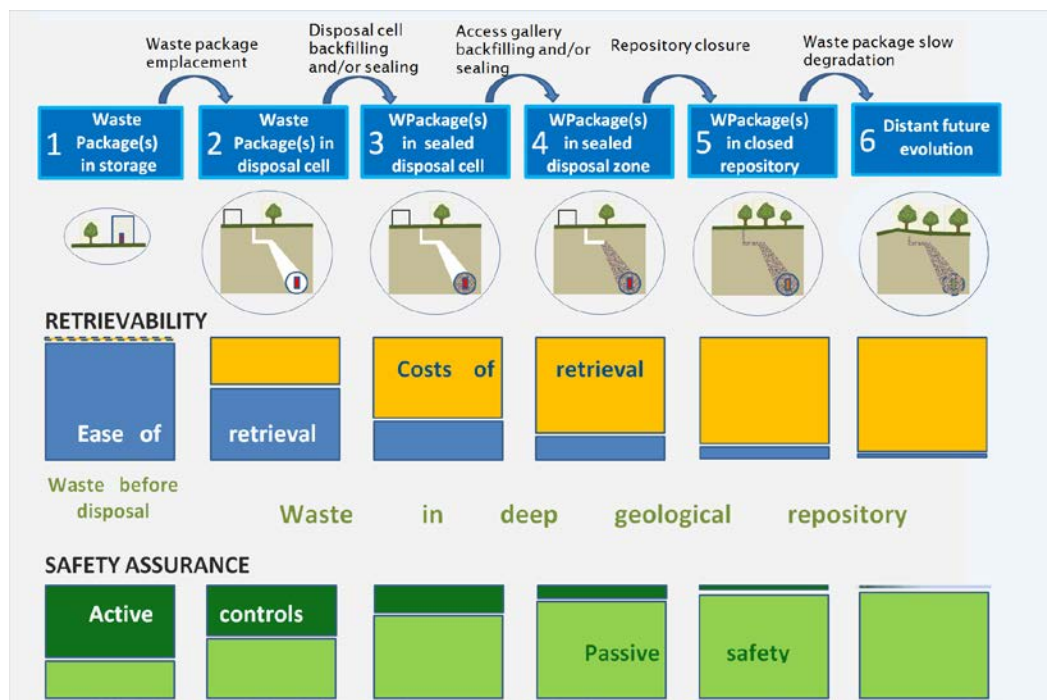 Waste package
emplacement
Disposal cell
backfilling
and/or sealing
Access gallery
backfilling and/or
sealing
Repository closure
Waste package slow
degradation
1 Waste
Package(s)
in storage
2 Waste
Package(s) in
disposal cell
3 WPackage(s)
in sealed
disposal cell
4 WPackage(s)
in sealed
disposal zone
5 WPackage(s)
in closed
repository
6 Distant future
evolution
RETRIEVABILITY
Costs of retrieval
Ease of retrieval
Waste before
disposal
Waste in deep geological repository
SAFETY ASSURANCE
Active controls
Passive safety